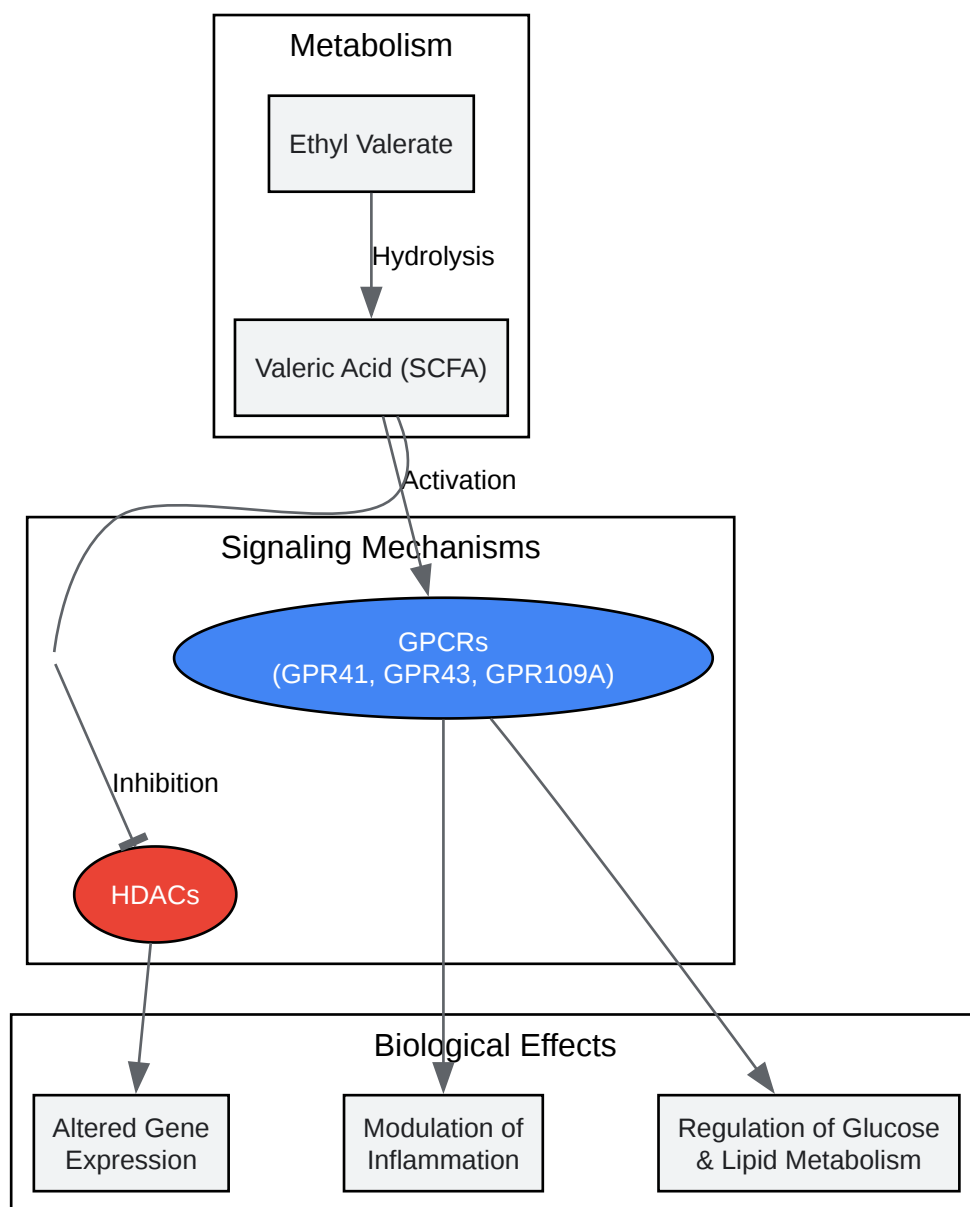 Metabolism
Ethyl Valerate
Hydrolysis
Valeric Acid (SCFA)
Activation
Signaling Mechanisms
GPCRs
(GPR41, GPR43, GPR109A)
Inhibition
HDACs
Biological Effects
Altered Gene
Expression
Modulation of
Inflammation
Regulation of Glucose
& Lipid Metabolism